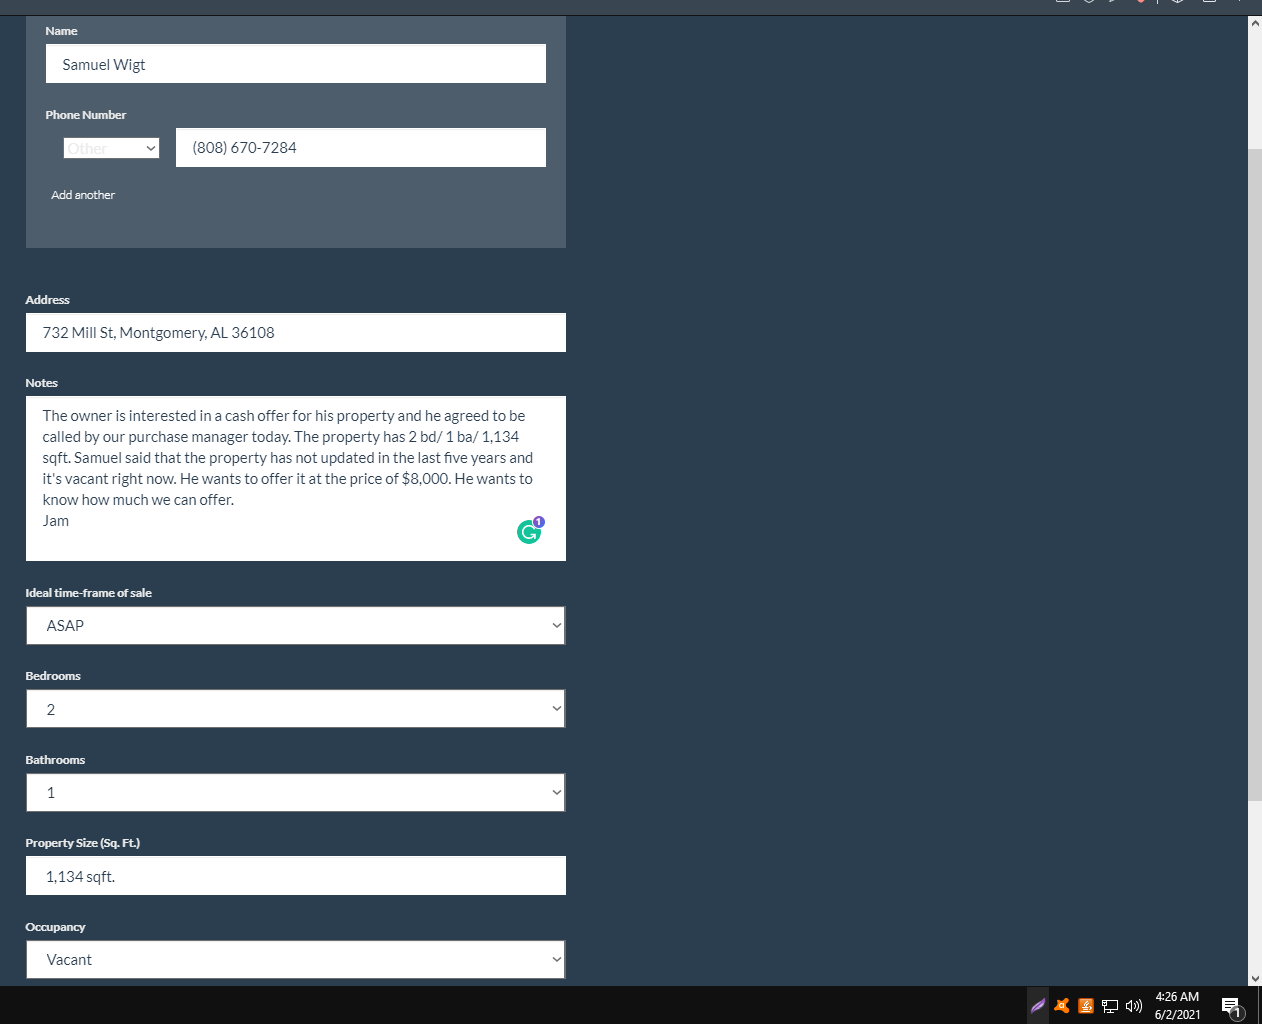 Name
Samuel Wigt
Phone Number
Other
(808) 670-7284
Add another
Address
732 Mill St, Montgomery, AL 36108
Notes
The owner is interested in a cash offer for his property and he agreed to be
called by our purchase manager today. The property has 2 bd/ 1 ba/ 1,134
sqft. Samuel said that the property has not updated in the last five years and
it's vacant right now. He wants to offer it at the price of $8,000. He wants to
know how much we can offer.
Jam
1
Ideal time-frame of sale
ASAP
Bedrooms
2
Bathrooms
1
Property Size (Sq. Ft.)
1,134 sqft.
Occupancy
Vacant
4:26 AM
6/2/2021
1